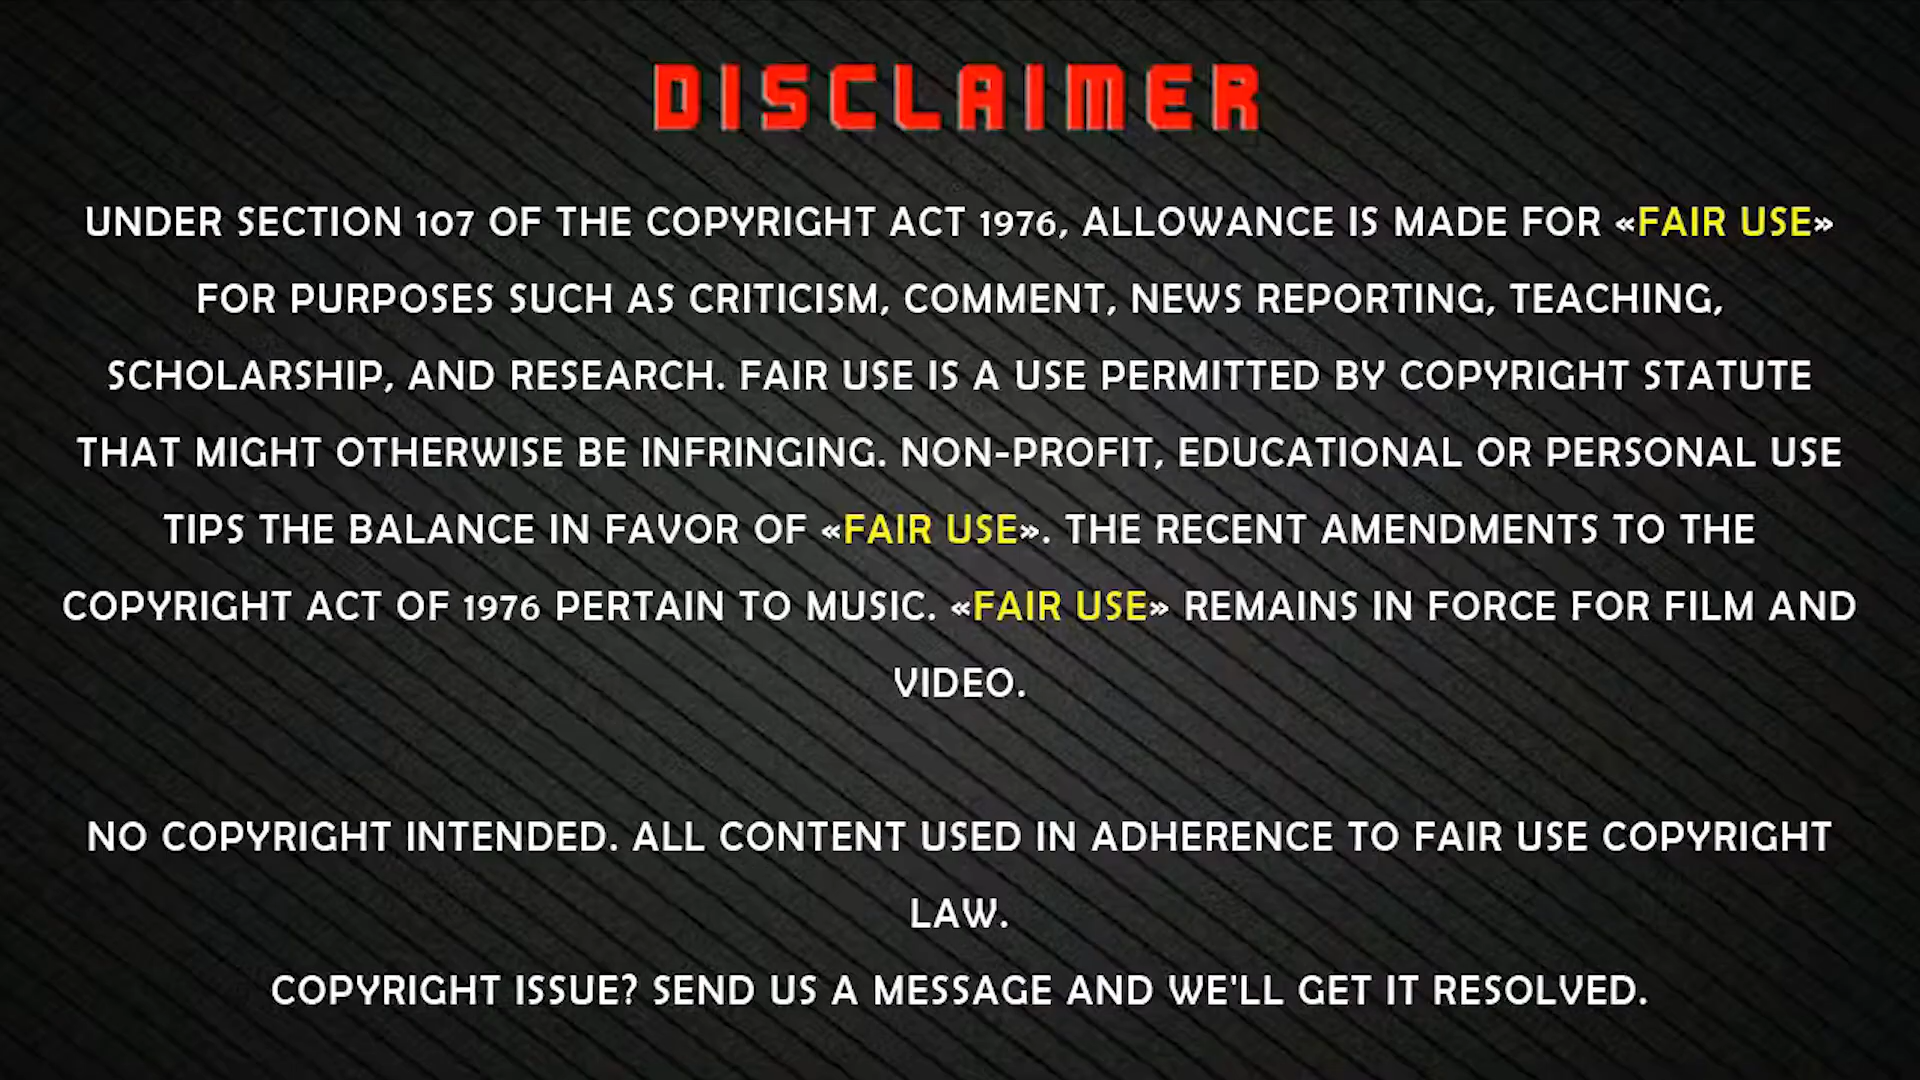 DISCLAIMER
UNDER SECTION 107 OF THE COPYRIGHT ACT 1976, ALLOWANCE IS MADE FOR «FAIR USE»
FOR PURPOSES SUCH AS CRITICISM, COMMENT, NEWS REPORTING, TEACHING,
SCHOLARSHIP, AND RESEARCH. FAIR USE IS A USE PERMITTED BY COPYRIGHT STATUTE
THAT MIGHT OTHERWISE BE INFRINGING. NON-PROFIT, EDUCATIONAL OR PERSONAL USE
TIPS THE BALANCE IN FAVOR OF «FAIR USE». THE RECENT AMENDMENTS TO THE
COPYRIGHT ACT OF 1976 PERTAIN TO MUSIC. «FAIR USE» REMAINS IN FORCE FOR FILM AND
VIDEO.
NO COPYRIGHT INTENDED. ALL CONTENT USED IN ADHERENCE TO FAIR USE COPYRIGHT
LAW.
COPYRIGHT ISSUE? SEND US A MESSAGE AND WE'LL GET IT RESOLVED.